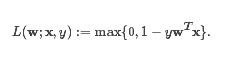 L(w; x, y) := max{0, 1 − yw^T x}.